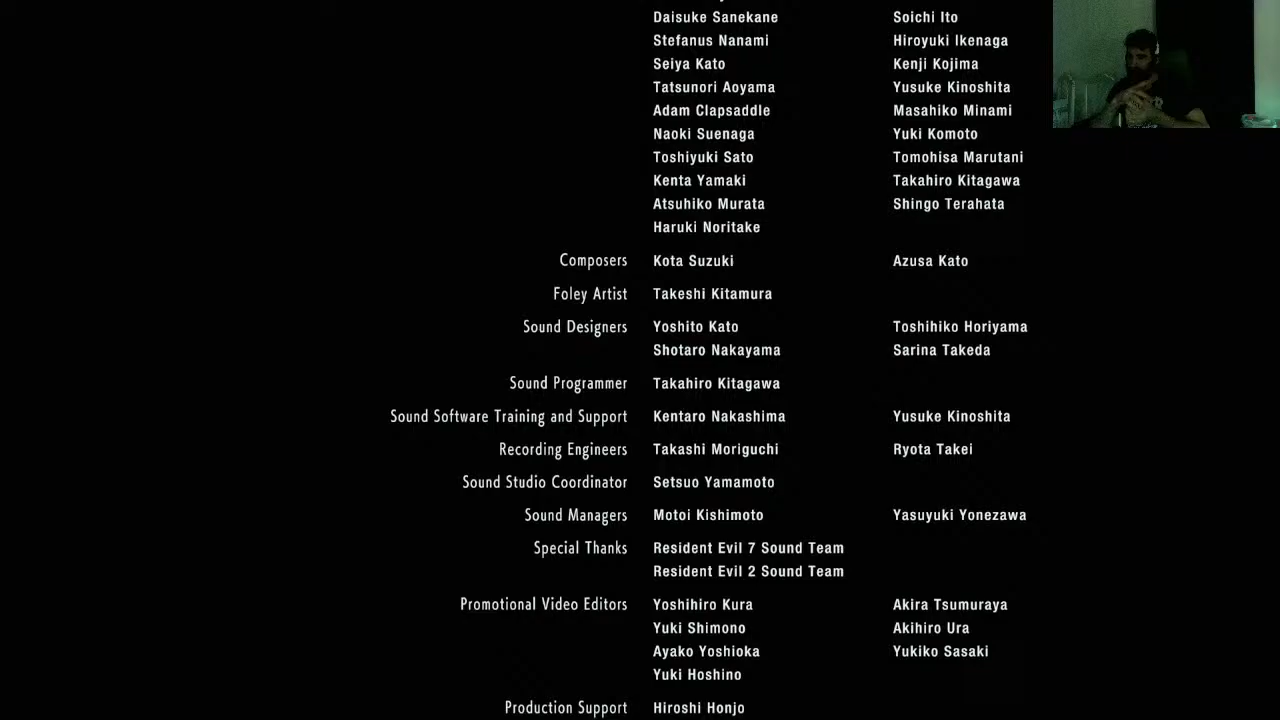 Daisuke Sanekane Soichi Ito
Stefanus Nanami Hiroyuki Ikenaga
Seiya Kato Kenji Kojima
Tatsunori Aoyama Yusuke Kinoshita
Adam Clapsaddle Masahiko Minami
Naoki Suenaga Yuki Komoto
Toshiyuki Sato Tomohisa Marutani
Kenta Yamaki Takahiro Kitagawa
Atsuhiko Murata Shingo Terahata
Haruki Noritake
Composers Kota Suzuki Azusa Kato
Foley Artist Takeshi Kitamura
Sound Designers Yoshito Kato Toshihiko Horiyama
Shotaro Nakayama Sarina Takeda
Sound Programmer Takahiro Kitagawa
Sound Software Training and Support Kentaro Nakashima Yusuke Kinoshita
Recording Engineers Takashi Moriguchi Ryota Takei
Sound Studio Coordinator Setsuo Yamamoto
Sound Managers Motoi Kishimoto Yasuyuki Yonezawa
Special Thanks Resident Evil 7 Sound Team
Resident Evil 2 Sound Team
Promotional Video Editors Yoshihiro Kura Akira Tsumuraya
Yuki Shimono Akihiro Ura
Ayako Yoshioka Yukiko Sasaki
Yuki Hoshino
Production Support Hiroshi Honjo